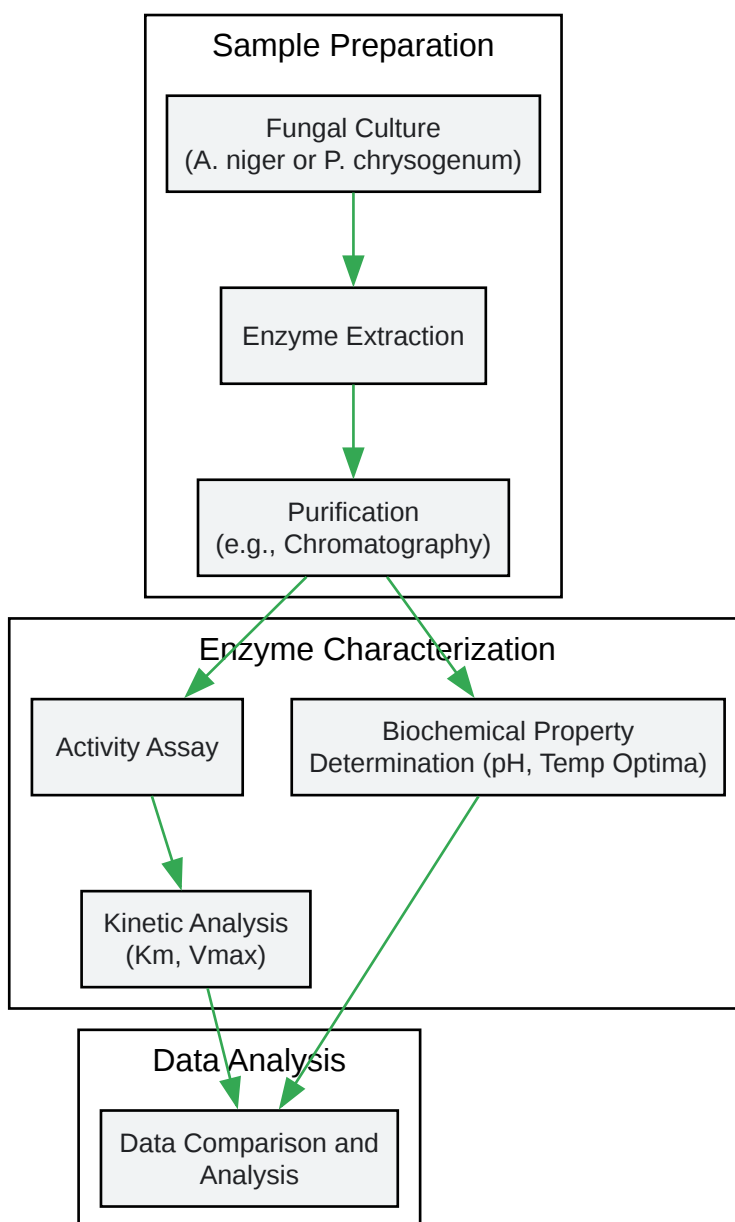 Sample Preparation
Fungal Culture
(A. niger or P. chrysogenum)
Enzyme Extraction
Purification
(e.g., Chromatography)
Enzyme Characterization
Activity Assay
Biochemical Property
Determination (pH, Temp Optima)
Kinetic Analysis
(Km, Vmax)
Data Analysis
Data Comparison and
Analysis